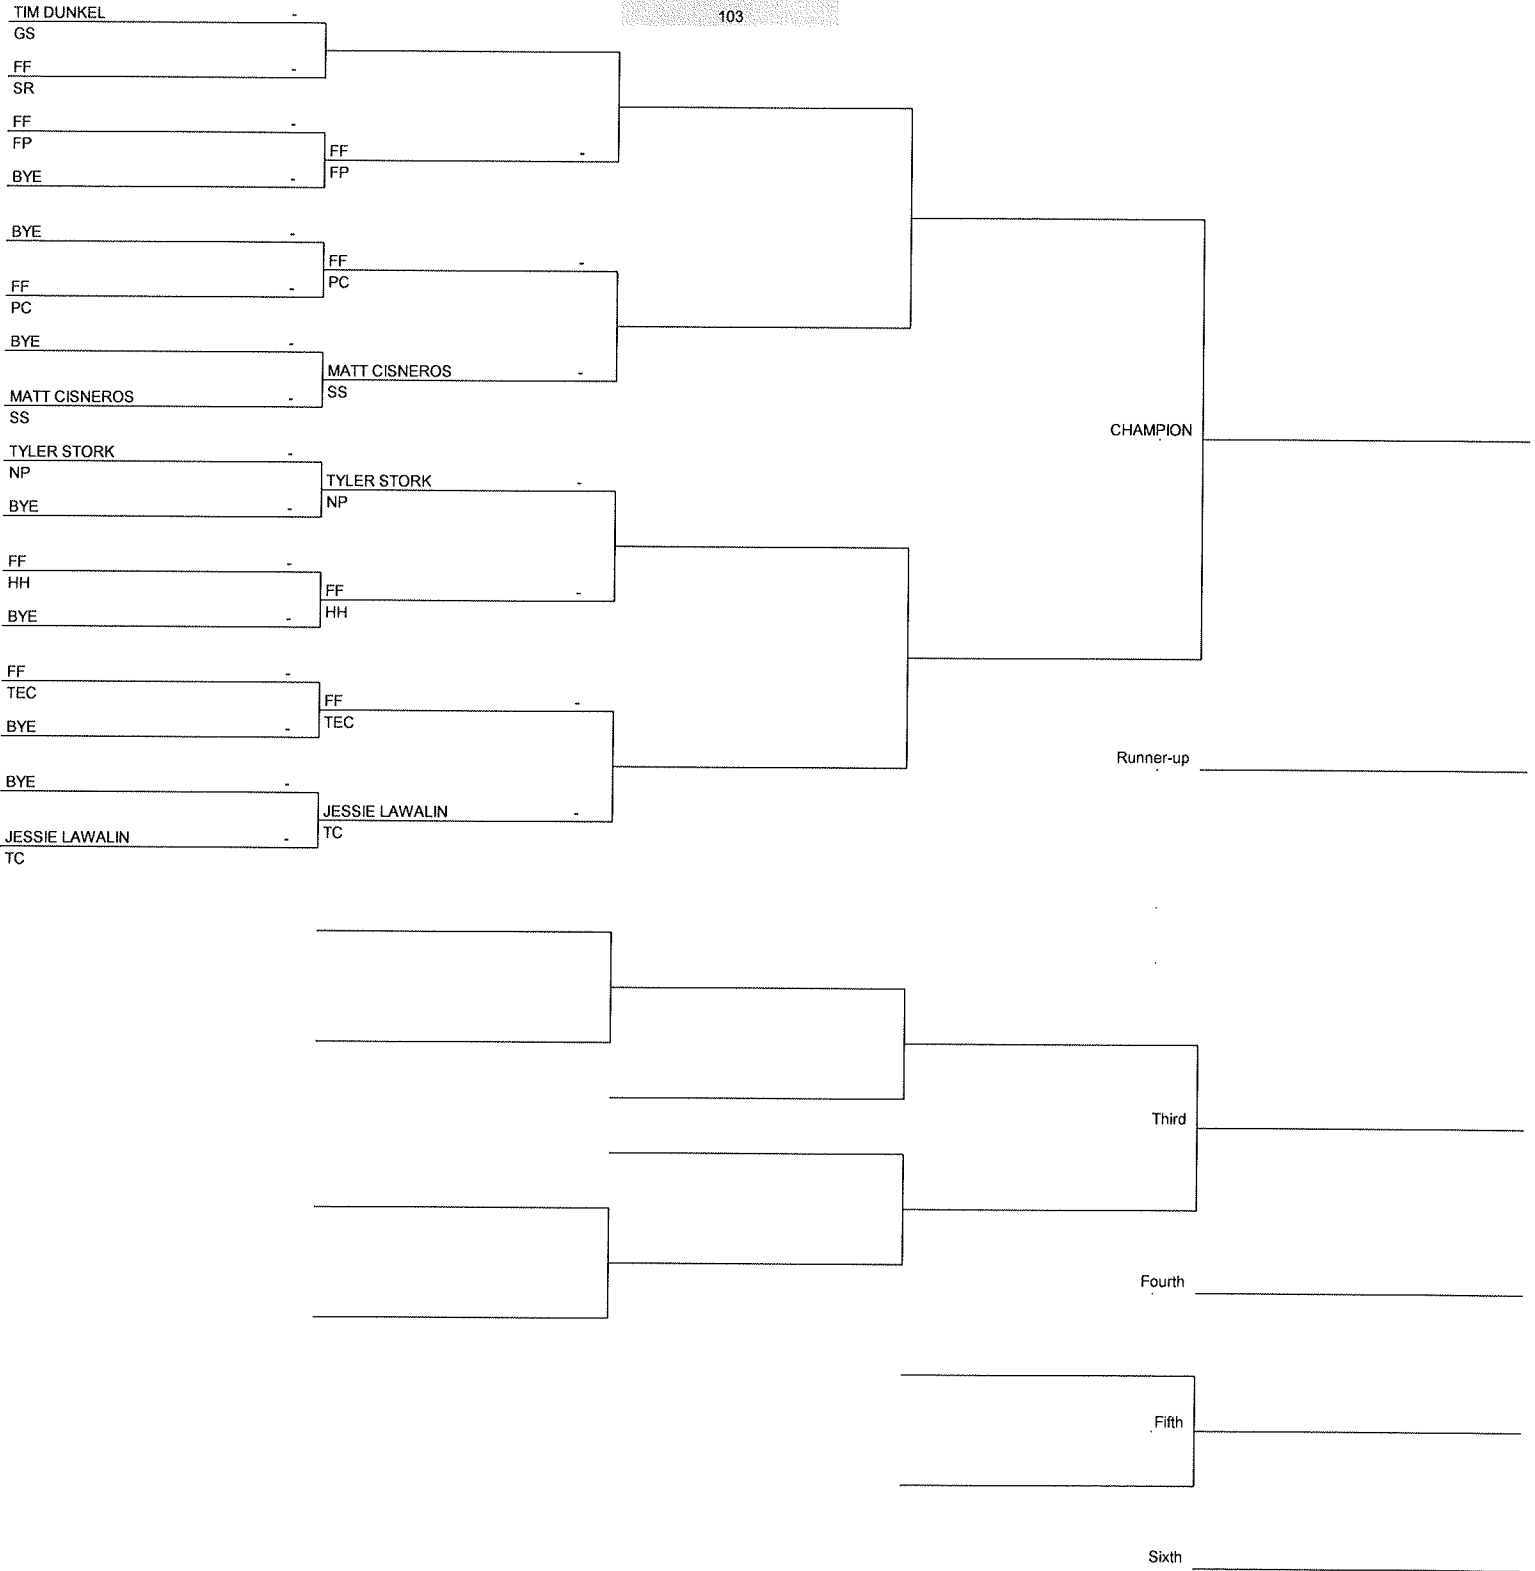 103
TIM DUNKEL -
GS
FF -
SR
FF -
FP
BYE -
BYE -
FF -
PC
BYE -
MATT CISNEROS -
SS
TYLER STORK -
NP
BYE -
FF -
HH
BYE -
FF -
TEC
BYE -
BYE -
JESSIE LAWALIN -
TC
FF -
FP
FF -
PC
MATT CISNEROS -
SS
TYLER STORK -
NP
FF -
HH
FF -
TEC
JESSIE LAWALIN -
TC
CHAMPION
Runner-up
Third
Fourth
Fifth
Sixth